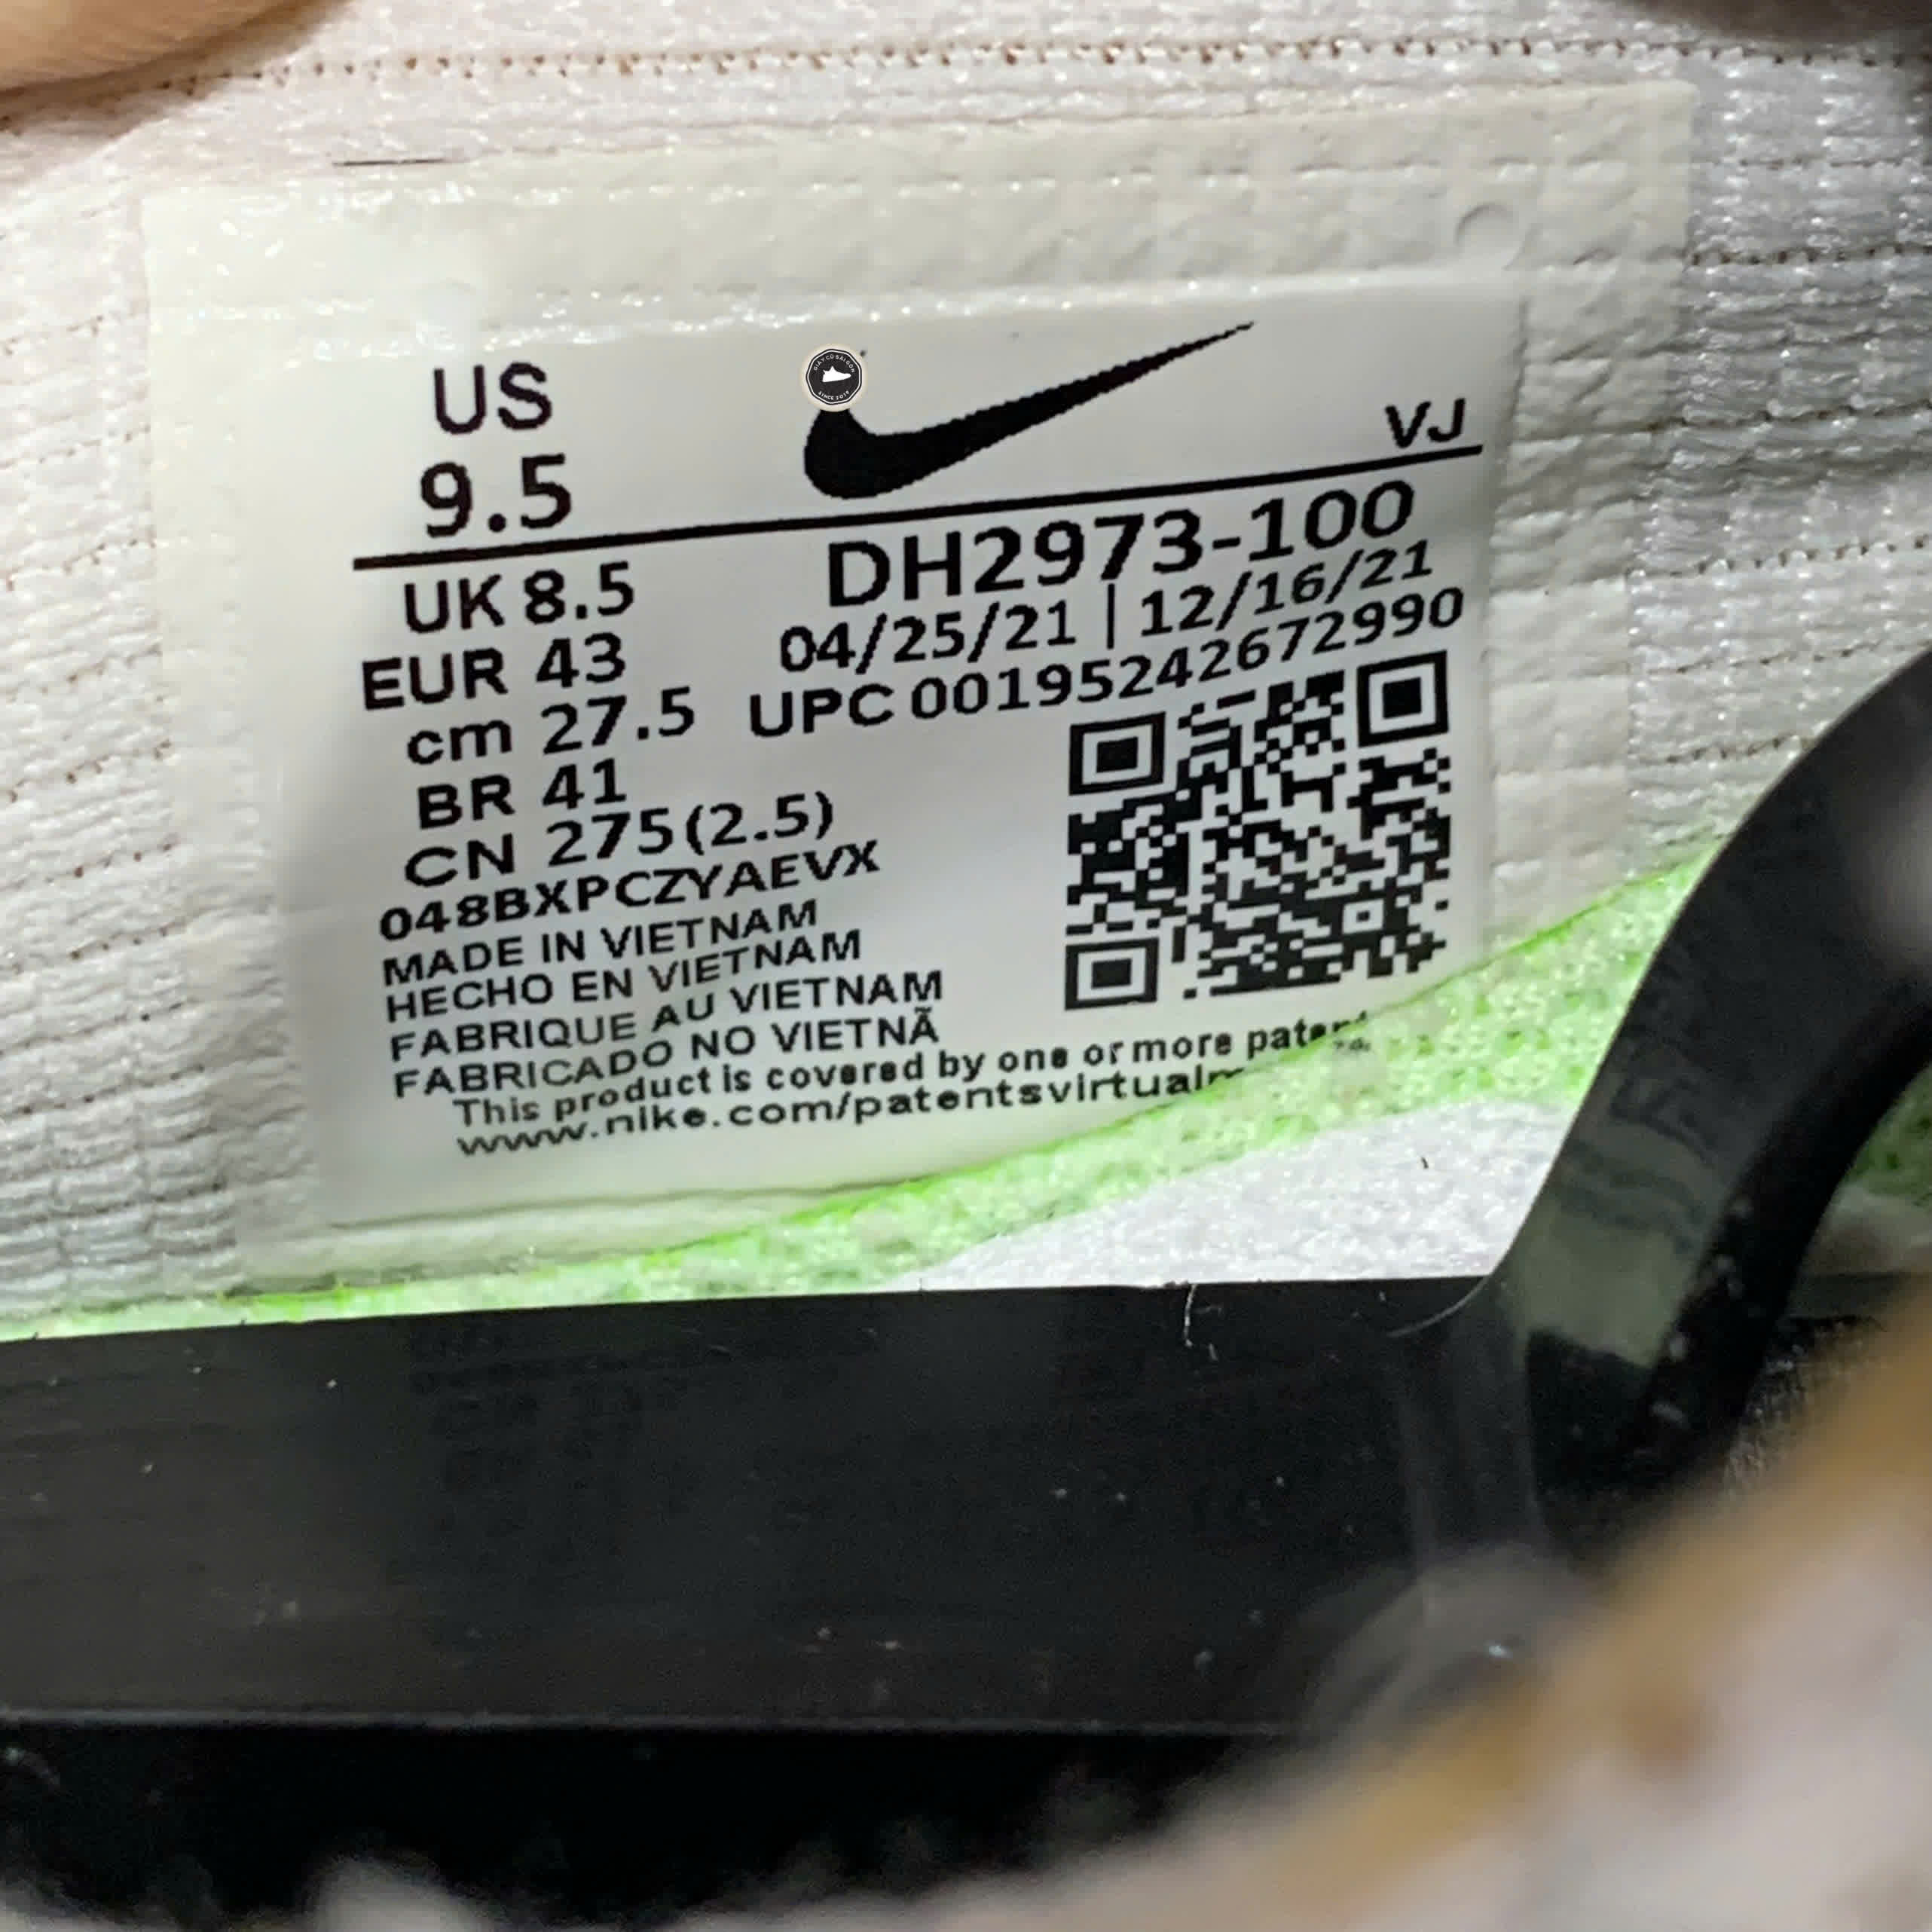 US
9.5
VJ
UK 8.5
EUR 43
cm 27.5
BR 41
CN 275(2.5)
DH2973-100
04/25/21 | 12/16/21
UPC 00195242672990
048BXPCZYAEVX
MADE IN VIETNAM
HECHO EN VIETNAM
FABRIQUE AU VIETNAM
FABRICADO NO VIETNÃ
This product is covered by one or more
www.nike.com/patentsvirtual